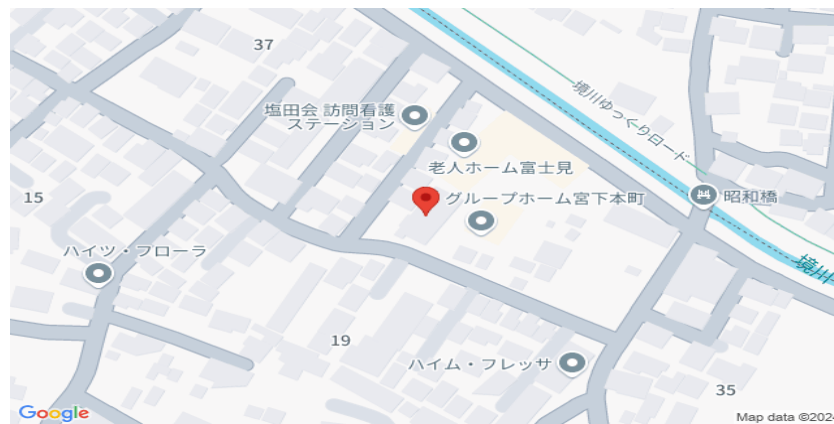 37
塩田会 訪問看護
ステーション
境川ゆっくりロード
老人ホーム富士見
15
グループホーム宮下本町
昭和橋
ハイツ・フローラ
境川
19
ハイム・フレッサ
35
Google
Map data ©2024